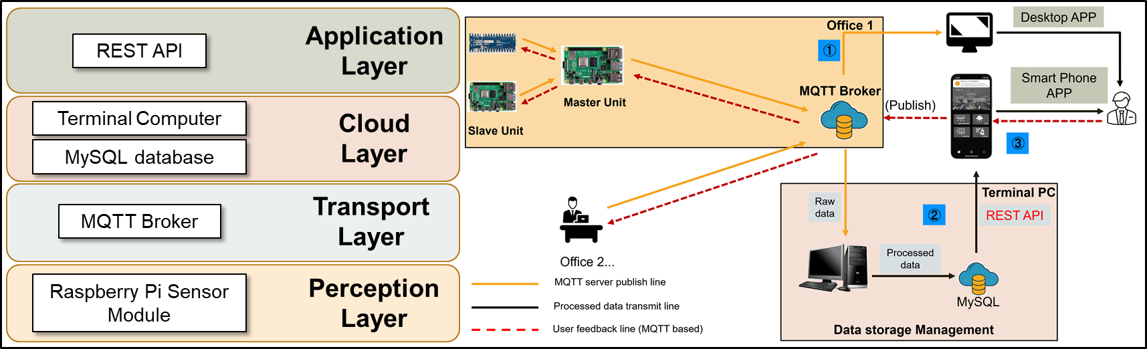 REST API
Application
Layer
Terminal Computer
MySQL database
Cloud
Layer
MQTT Broker
Transport
Layer
Raspberry Pi Sensor
Module
Perception
Layer
Office 1
①
Master Unit
Slave Unit
MQTT Broker
Desktop APP
Smart Phone
APP
(Publish)
③
Office 2...
MQTT server publish line
Processed data transmit line
User feedback line (MQTT based)
Terminal PC
Raw
data
②
REST API
Processed
data
MySQL
Data storage Management